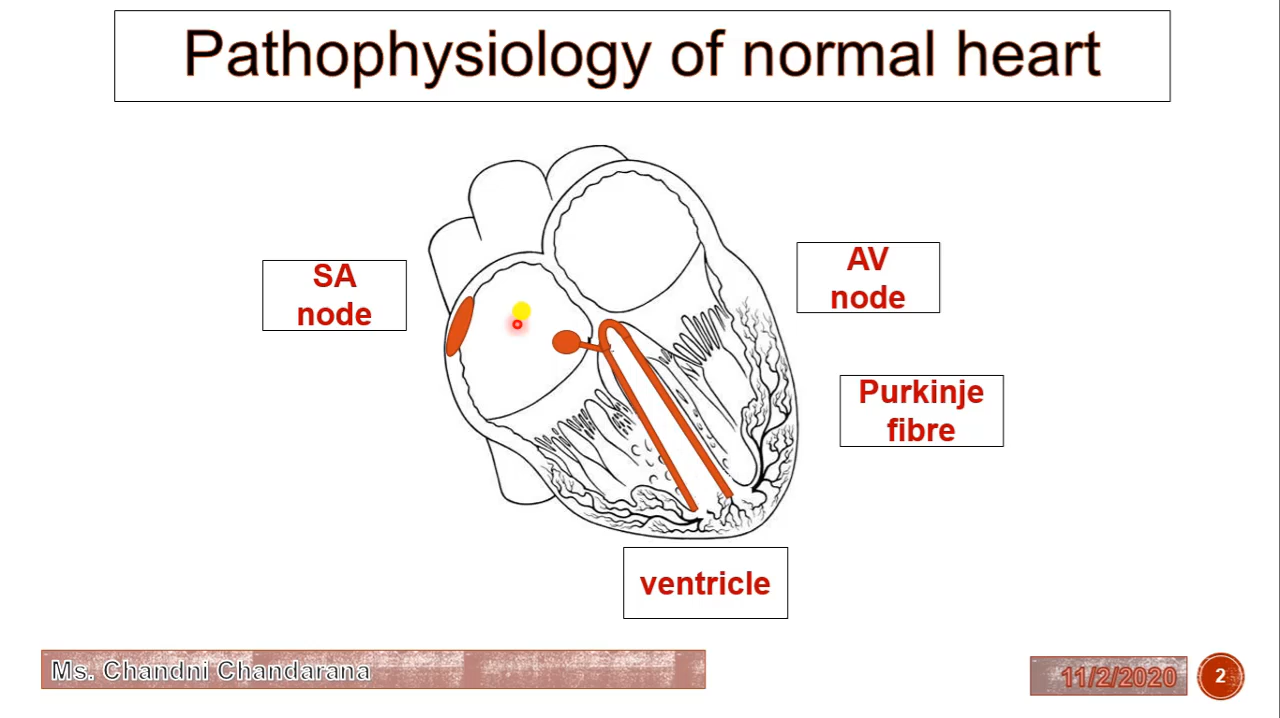 Pathophysiology of normal heart
SA
node
AV
node
Purkinje
fibre
ventricle
Ms. Chandni Chandarana
11/2/2020
2